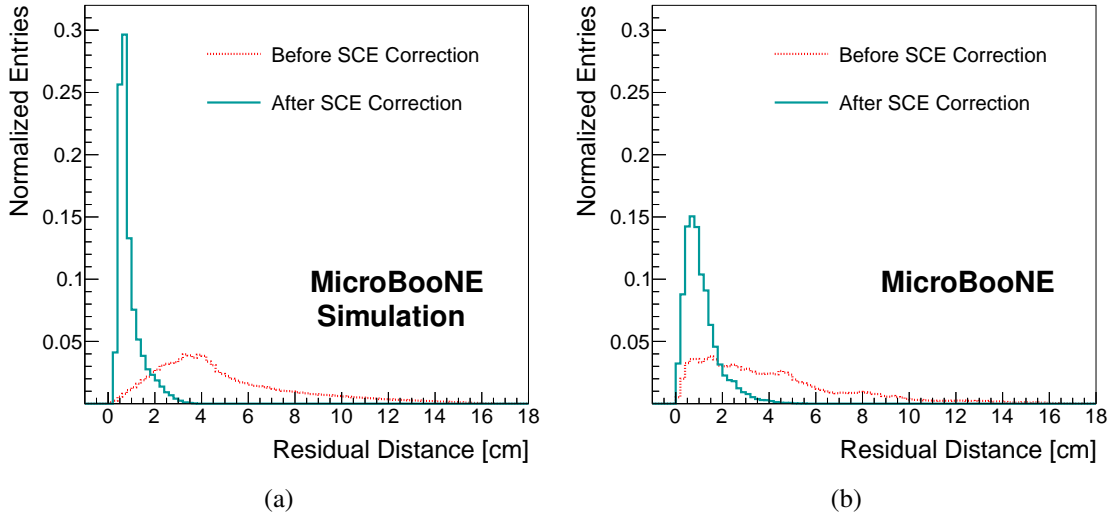 Normalized Entries
0.3
0.25
0.2
0.15
0.1
0.05
Before SCE Correction
After SCE Correction
MicroBooNE
Simulation
0 2 4 6 8 10 12 14 16 18
Residual Distance [cm]
(a)
Normalized Entries
0.3
0.25
0.2
0.15
0.1
0.05
Before SCE Correction
After SCE Correction
MicroBooNE
0 2 4 6 8 10 12 14 16 18
Residual Distance [cm]
(b)